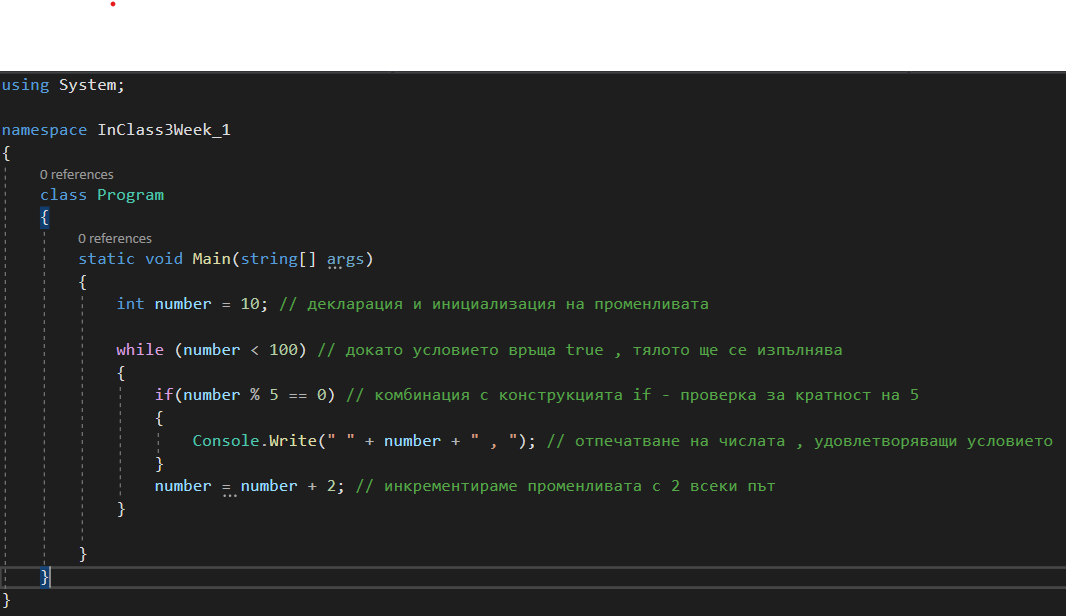 using System;
namespace InClass3Week_1
{
0 references
class Program
{
0 references
static void Main(string[] args)
{
int number = 10; // декларация и инициализация на променливата
while (number < 100) // докато условието връща true , тялото ще се изпълнява
{
if(number % 5 == 0) // комбинация с конструкцията if - проверка за кратност на 5
{
Console.Write(" " + number + " , "); // отпечатване на числата , удовлетворяващи условието
}
number = number + 2; // инкрементираме променливата с 2 всеки път
}
}
}
}